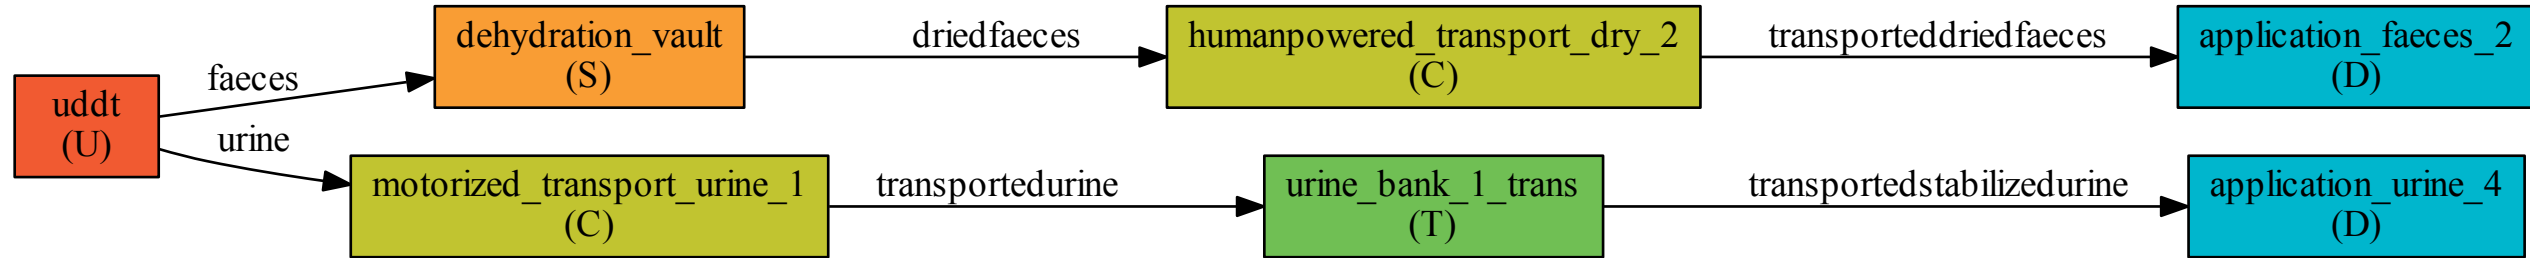 uddt
(U)
faeces
urine
dehydration_vault
(S)
driedfaeces
humanpowered_transport_dry_2
(C)
transporteddriedfaeces
application_faeces_2
(D)
motorized_transport_urine_1
(C)
transportedurine
urine_bank_1_trans
(T)
transportedstabilizedurine
application_urine_4
(D)